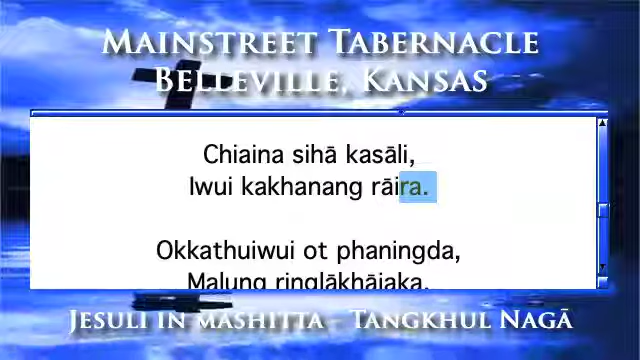 Mainstreet Tabernacle
Belleville, Kansas
Chiaina sihā kasāli,
Iwui kakhanang rāira.
Okkathuiwui ot phaningda,
Malung ringlākhājaka,
Jesuli in mashitta - Tangkhul Nagā